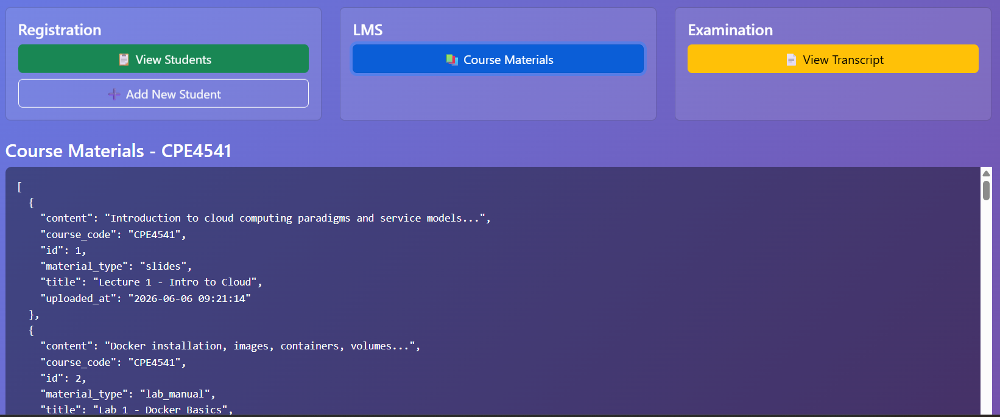 Registration
View Students
Add New Student
LMS
Course Materials
Examination
View Transcript
Course Materials - CPE4541
[
  {
    "content": "Introduction to cloud computing paradigms and service models...",
    "course_code": "CPE4541",
    "id": 1,
    "material_type": "slides",
    "title": "Lecture 1 - Intro to Cloud",
    "uploaded_at": "2026-06-06 09:21:14"
  },
  {
    "content": "Docker installation, images, containers, volumes...",
    "course_code": "CPE4541",
    "id": 2,
    "material_type": "lab_manual",
    "title": "Lab 1 - Docker Basics",